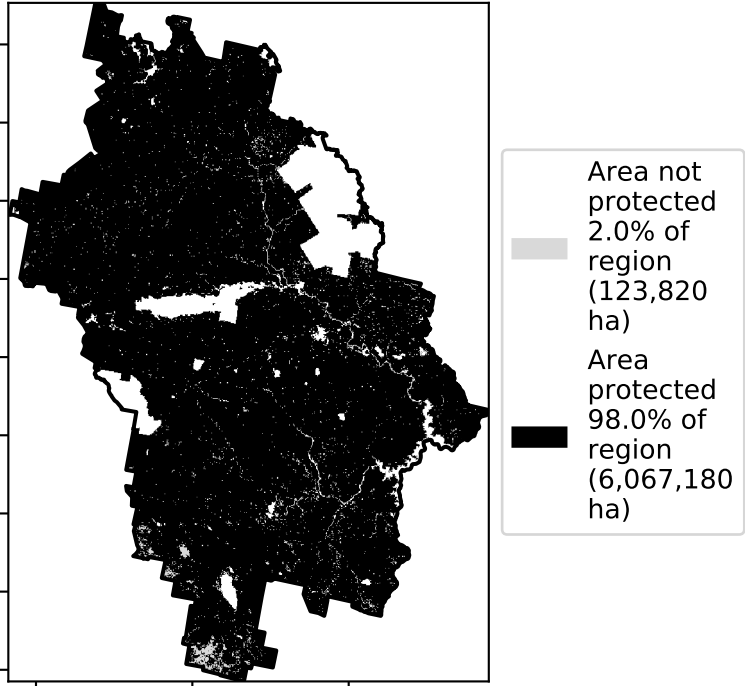 Area not
protected
2.0% of
region
(123,820
ha)
Area
protected
98.0% of
region
(6,067,180
ha)